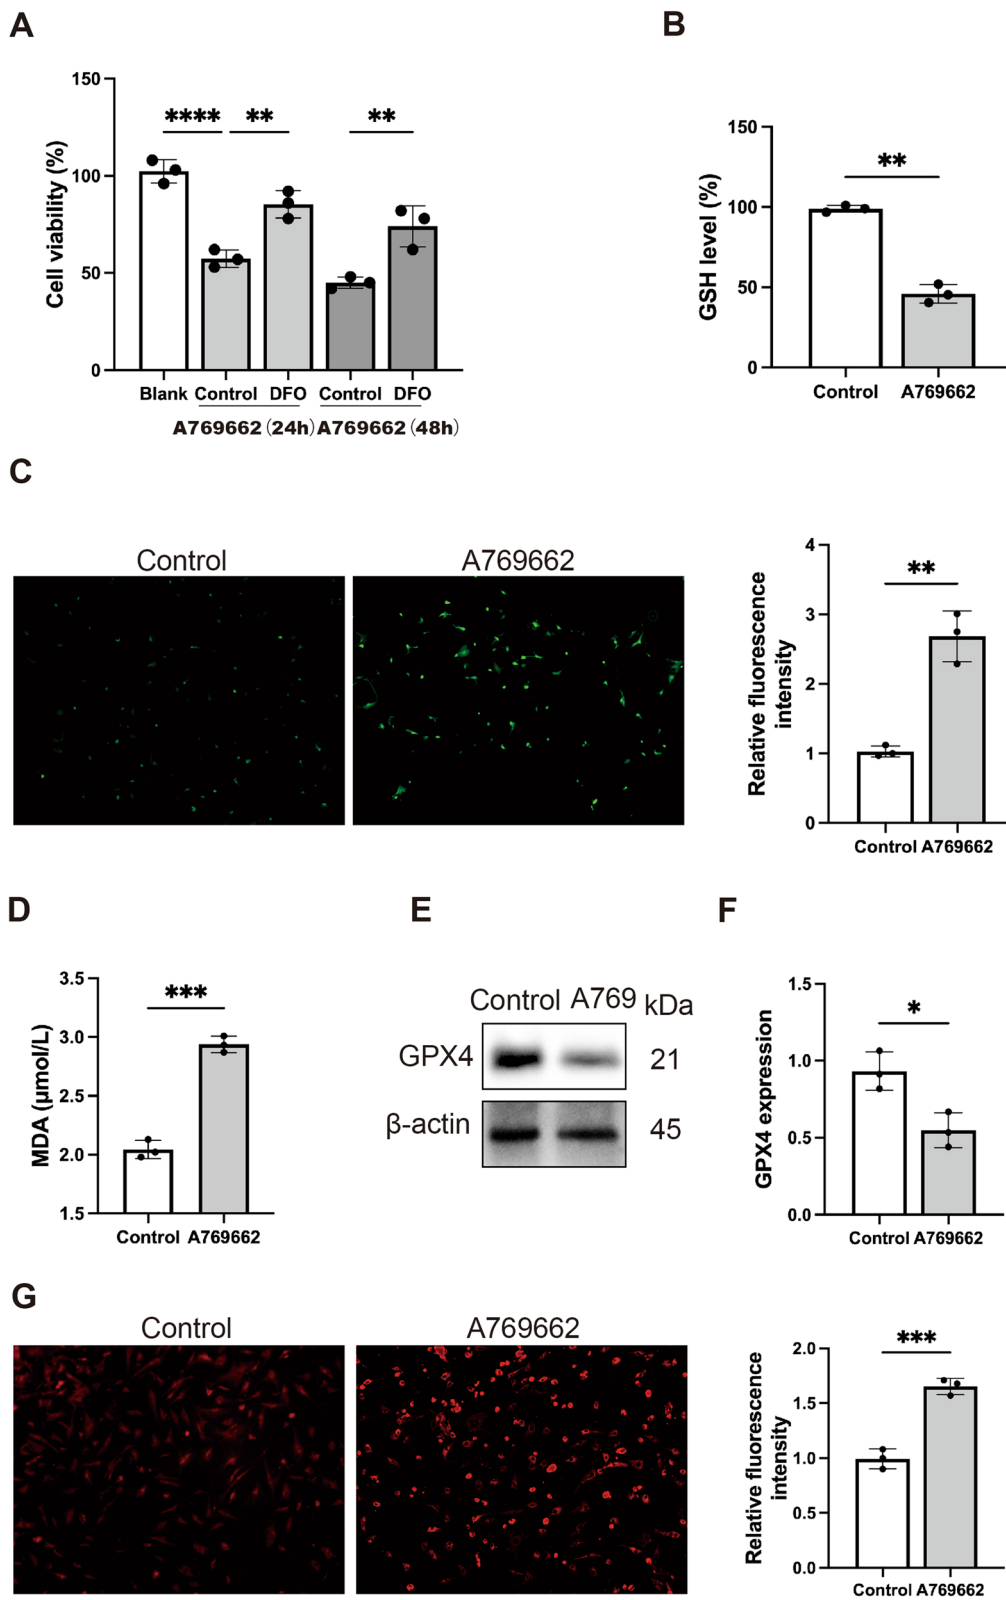 A
Cell viability (%)
150
100
50
0
**** ** **
Blank Control DFO Control DFO
A769662 (24h) A769662 (48h)
B
GSH level (%)
150
100
50
0
**
Control A769662
C
Control A769662
Relative fluorescence
intensity
4
3
2
1
0
**
Control A769662
D
MDA (μmol/L)
3.5
3.0
2.5
2.0
1.5
***
Control A769662
E
Control A769 kDa
GPX4 21
β-actin 45
F
GPX4 expression
1.5
1.0
0.5
0.0
*
Control A769662
G
Control A769662
Relative fluorescence
intensity
2.0
1.5
1.0
0.5
0.0
***
Control A769662